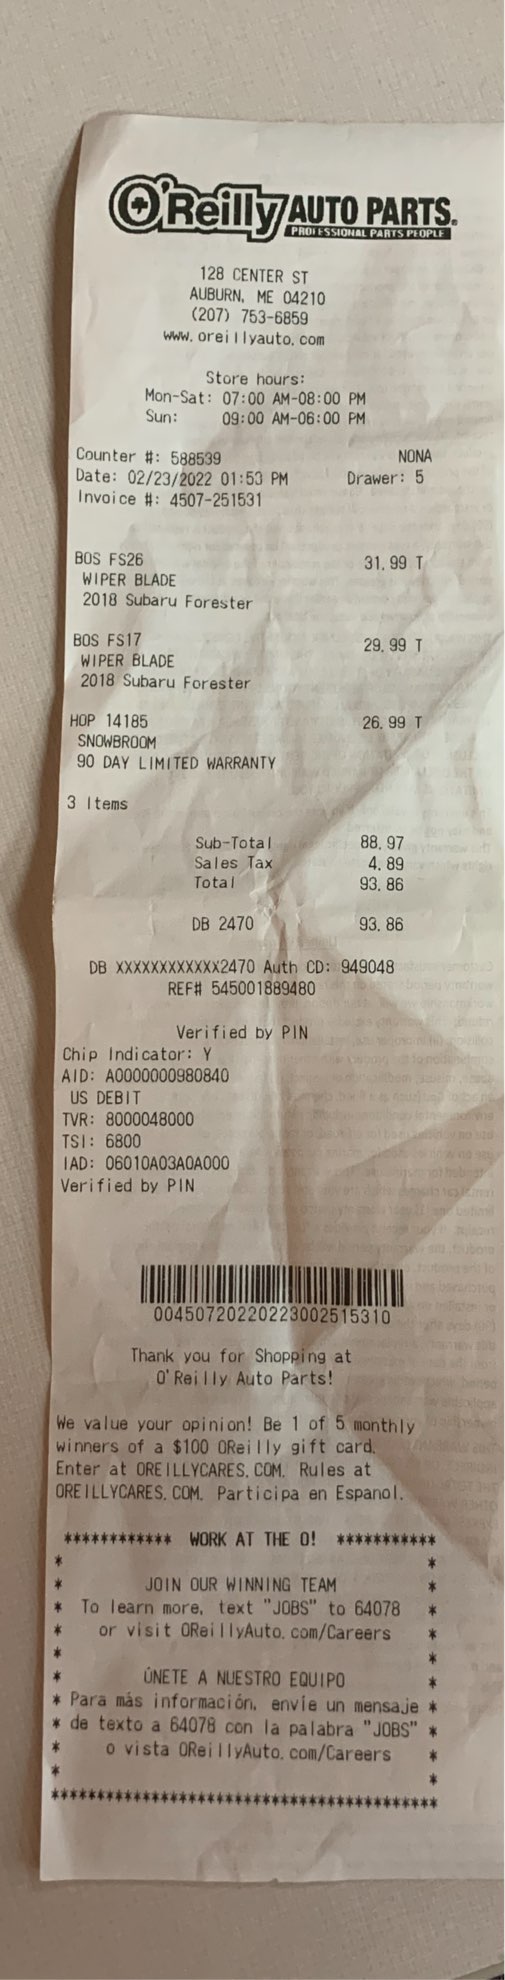 O'Reilly AUTO PARTS.
PROFESSIONAL PARTS PEOPLE
128 CENTER ST
AUBURN, ME 04210
(207) 753-6859
www.oreillyauto.com
Store hours:
Mon-Sat: 07:00 AM-08:00 PM
Sun: 09:00 AM-06:00 PM
Counter #: 588539 NONA
Date: 02/23/2022 01:53 PM Drawer: 5
Invoice #: 4507-251531
BOS FS26 31.99 T
WIPER BLADE
2018 Subaru Forester
BOS FS17 29.99 T
WIPER BLADE
2018 Subaru Forester
HOP 14185 26.99 T
SNOWBROOM
90 DAY LIMITED WARRANTY
3 Items
Sub-Total 88.97
Sales Tax 4.89
Total 93.86
DB 2470 93.86
DB XXXXXXXXXXXX2470 Auth CD: 949048
REF# 545001889480
Verified by PIN
Chip Indicator: Y
AID: A0000000980840
US DEBIT
TVR: 8000048000
TSI: 6800
IAD: 06010A03A0A000
Verified by PIN
00450720220223002515310
Thank you for Shopping at
O'Reilly Auto Parts!
We value your opinion! Be 1 of 5 monthly
winners of a $100 OReilly gift card.
Enter at OREILLYCARES.COM. Rules at
OREILLYCARES.COM. Participa en Espanol.
************ WORK AT THE O! ***********
* *
* JOIN OUR WINNING TEAM *
* To learn more, text "JOBS" to 64078 *
* or visit OReillyAuto.com/Careers *
* *
* ÚNETE A NUESTRO EQUIPO *
* Para más información, envíe un mensaje *
* de texto a 64078 con la palabra "JOBS" *
* o vista OReillyAuto.com/Careers *
* *
******************************************